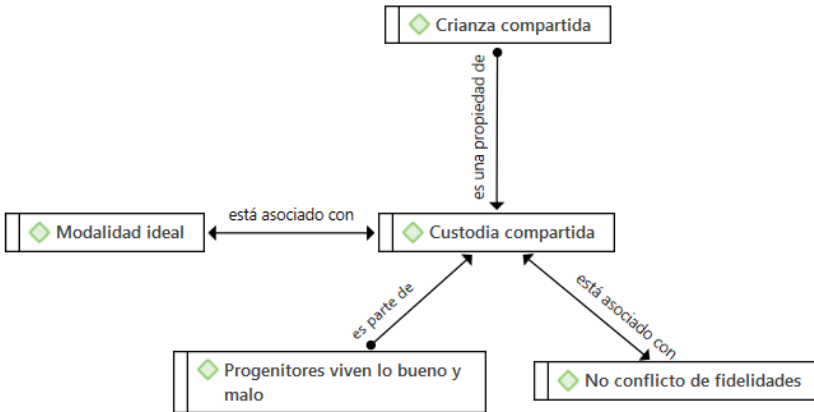 Crianza compartida
es una propiedad de
Modalidad ideal
está asociado con
Custodia compartida
es parte de
está asociado con
Progenitores viven lo bueno y
malo
No conflicto de fidelidades